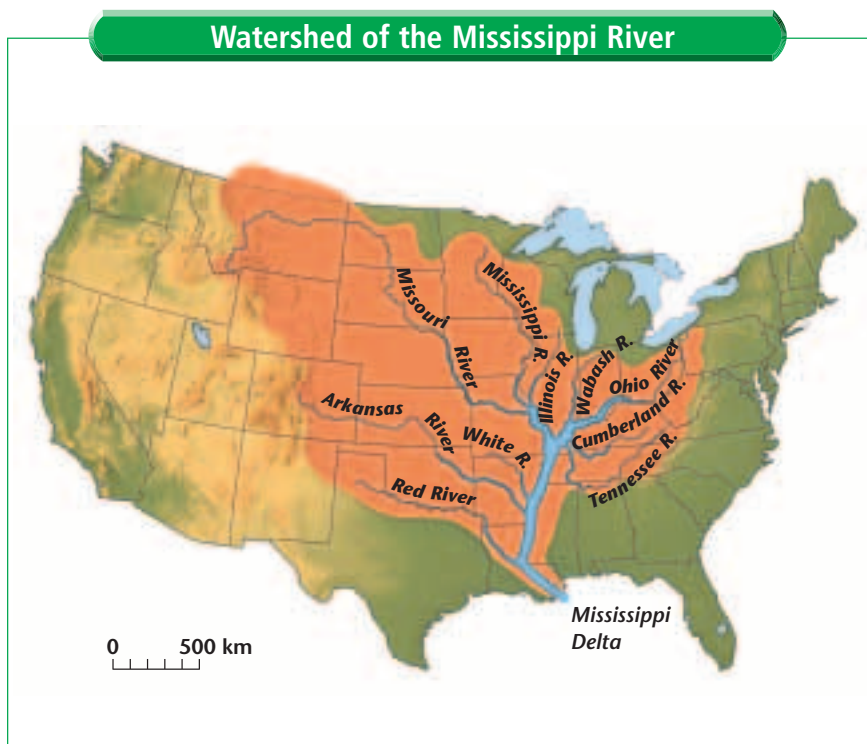 Watershed of the Mississippi River
Missouri
River
Mississippi R.
Illinois R.
Wabash R.
Ohio River
Cumberland R.
Tennessee R.
Arkansas
River
White R.
Red River
Mississippi
Delta
0 500 km